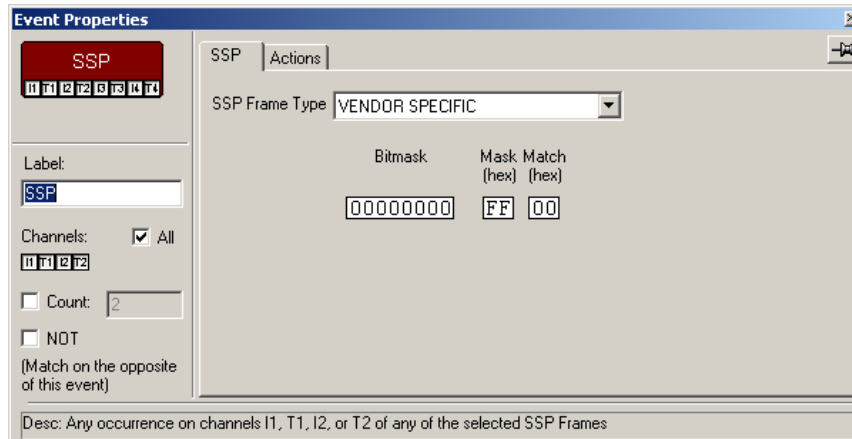 Event Properties
SSP
I1 T1 I2 T2 I3 T3 I4 T4
SSP Actions
SSP Frame Type VENDOR SPECIFIC
Bitmask Mask Match
(hex) (hex)
00000000 FF 00
Label:
SSP
Channels: All
I1 T1 I2 T2
Count: 2
NOT
(Match on the opposite
of this event)
Desc: Any occurrence on channels I1, T1, I2, or T2 of any of the selected SSP Frames